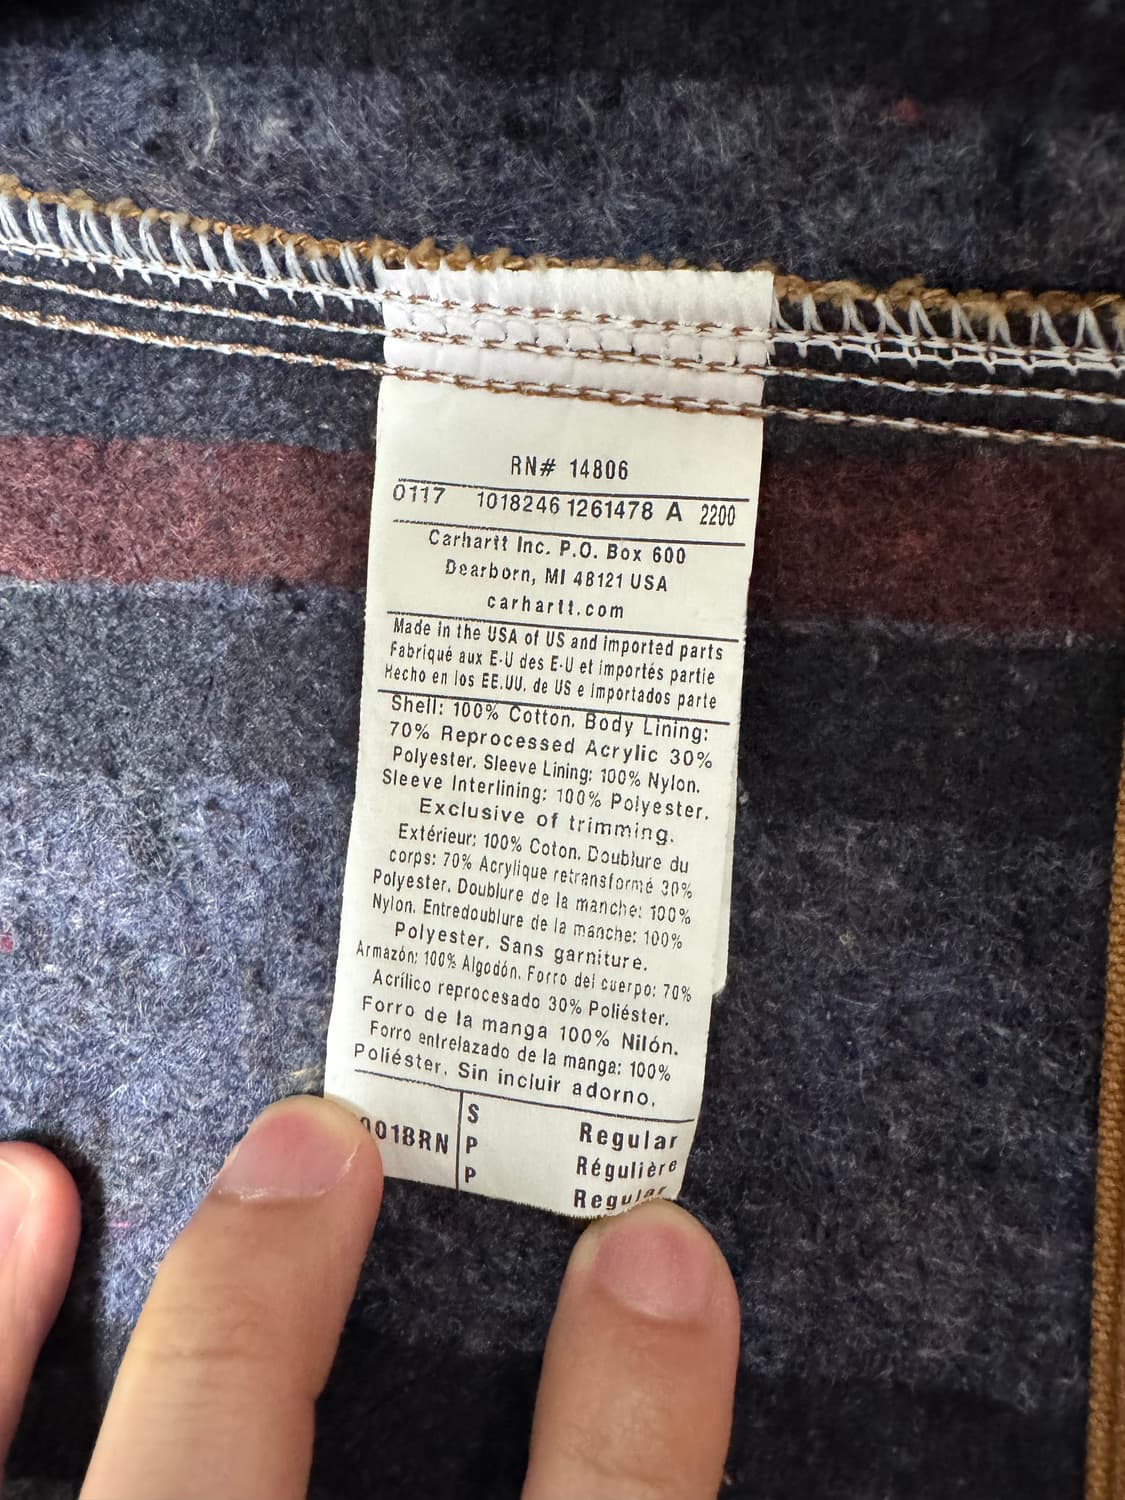 RN# 14806
0117 1018246 1261478 A 2200
Carhartt Inc. P.O. Box 600
Dearborn, MI 48121 USA
carhartt.com
Made in the USA of US and imported parts
Fabriqué aux E-U des E-U et importés partie
Hecho en los EE.UU. de US e importados parte
Shell: 100% Cotton. Body Lining:
70% Reprocessed Acrylic 30%
Polyester. Sleeve Lining: 100% Nylon.
Sleeve Interlining: 100% Polyester.
Exclusive of trimming.
Extérieur: 100% Coton. Doublure du
corps: 70% Acrylique retransformé 30%
Polyester. Doublure de la manche: 100%
Nylon. Entredoublure de la manche: 100%
Polyester. Sans garniture.
Armazón: 100% Algodón. Forro del cuerpo: 70%
Acrílico reprocesado 30% Poliéster.
Forro de la manga 100% Nilón.
Forro entrelazado de la manga: 100%
Poliéster. Sin incluir adorno.
S Regular
001BRN P Régulière
P Regular